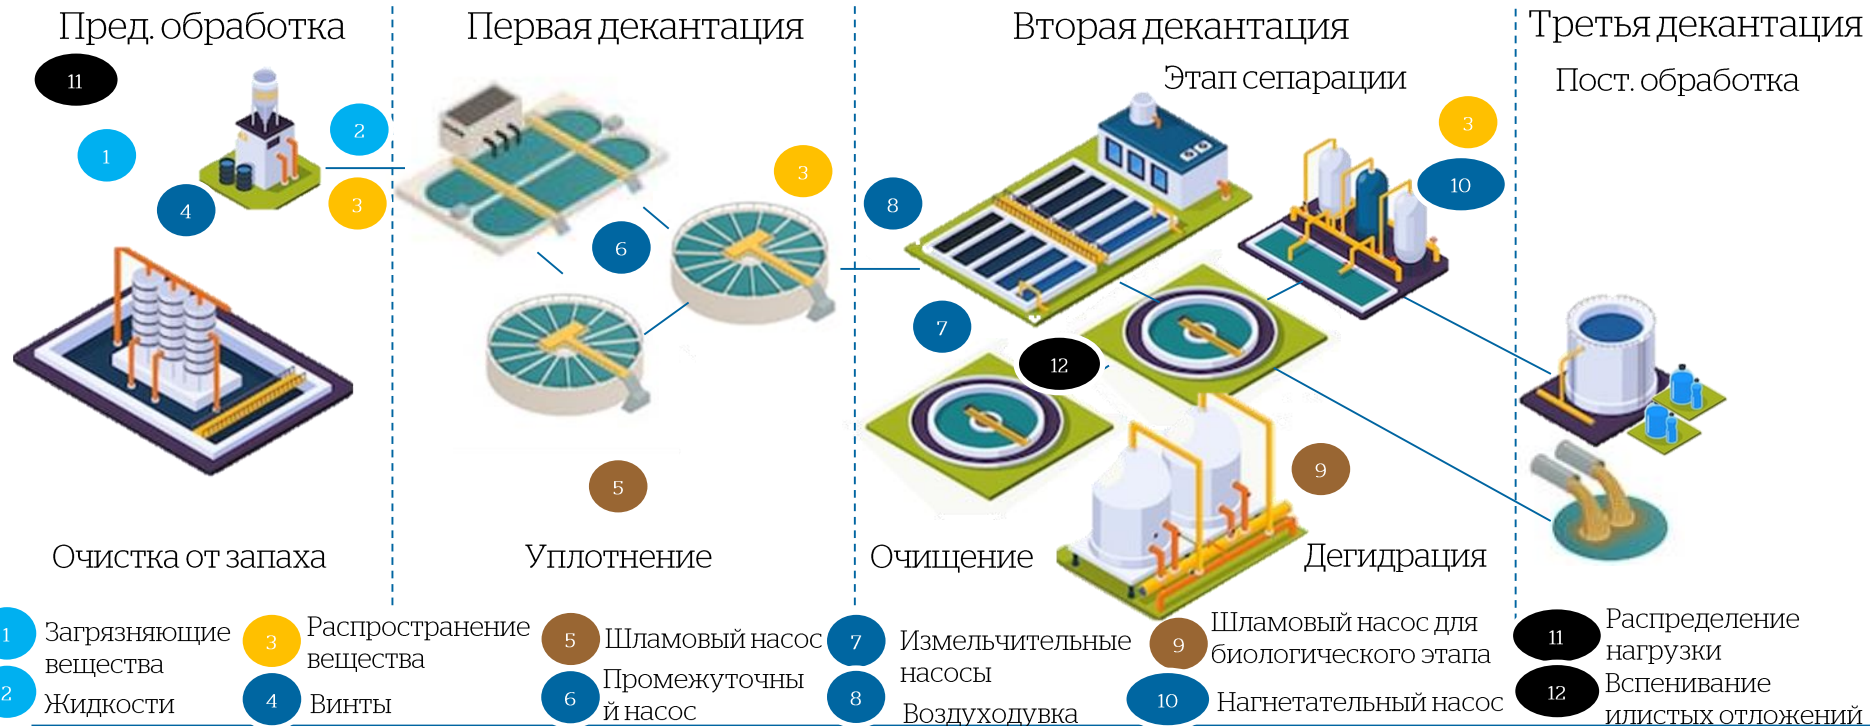 Пред. обработка
Первая декантация
Вторая декантация
Третья декантация
Этап сепарации
Пост. обработка
11
1
2
3
4
3
6
5
8
7
12
3
10
9
Очистка от запаха
Уплотнение
Очищение
Дегидрация
1 Загрязняющие
вещества
2 Жидкости
3 Распространение
вещества
4 Винты
5 Шламовый насос
6 Промежуточны
й насос
7 Измельчительные
насосы
8 Воздуходувка
9 Шламовый насос для
биологического этапа
10 Нагнетательный насос
11 Распределение
нагрузки
12 Вспенивание
илистых отложений